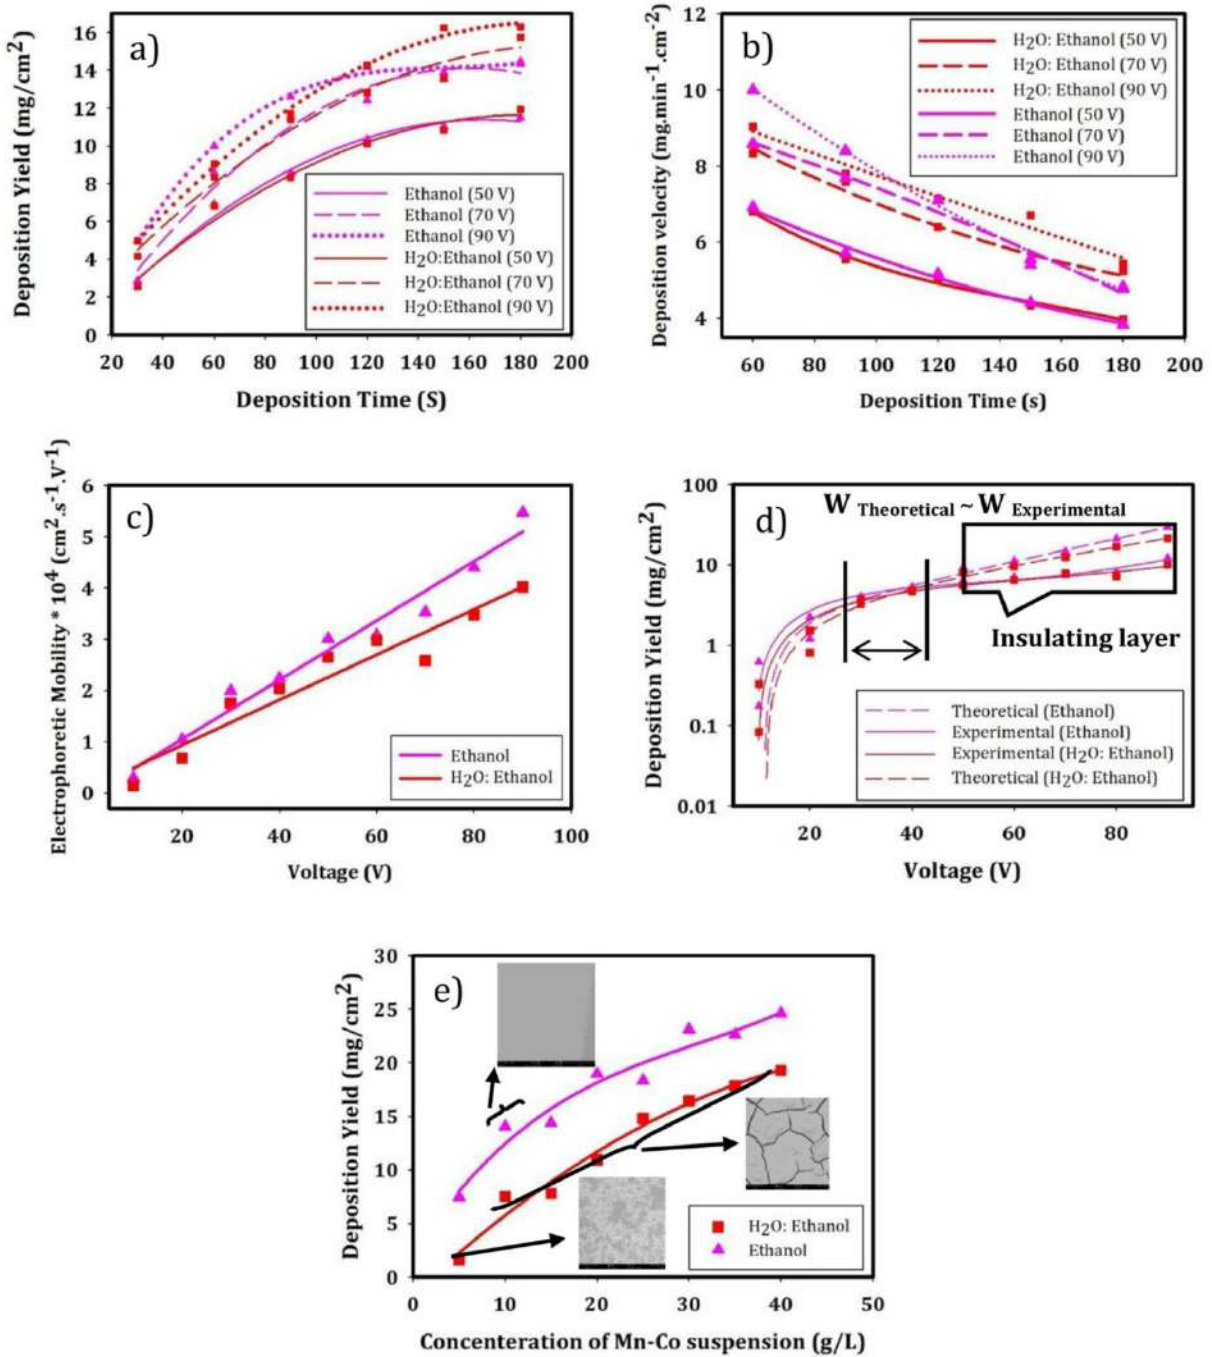 a)
Deposition Yield (mg/cm²)
16
14
12
10
8
6
4
2
0
20 40 60 80 100 120 140 160 180 200
Deposition Time (S)
Ethanol (50 V)
Ethanol (70 V)
Ethanol (90 V)
H₂O:Ethanol (50 V)
H₂O:Ethanol (70 V)
H₂O:Ethanol (90 V)
b)
Deposition velocity (mg.min⁻¹.cm⁻²)
12
10
8
6
4
60 80 100 120 140 160 180 200
Deposition Time (s)
H₂O: Ethanol (50 V)
H₂O: Ethanol (70 V)
H₂O: Ethanol (90 V)
Ethanol (50 V)
Ethanol (70 V)
Ethanol (90 V)
c)
Electrophoretic Mobility * 10⁴ (cm².s⁻¹.V⁻¹)
6
5
4
3
2
1
0
20 40 60 80 100
Voltage (V)
Ethanol
H₂O: Ethanol
d)
W Theoretical ~ W Experimental
Deposition Yield (mg/cm²)
100
10
1
0.1
0.01
20 40 60 80
Voltage (V)
Insulating layer
Theoretical (Ethanol)
Experimental (Ethanol)
Experimental (H₂O: Ethanol)
Theoretical (H₂O: Ethanol)
e)
Deposition Yield (mg/cm²)
30
25
20
15
10
5
0
0 10 20 30 40 50
Concenteration of Mn-Co suspension (g/L)
H₂O: Ethanol
Ethanol